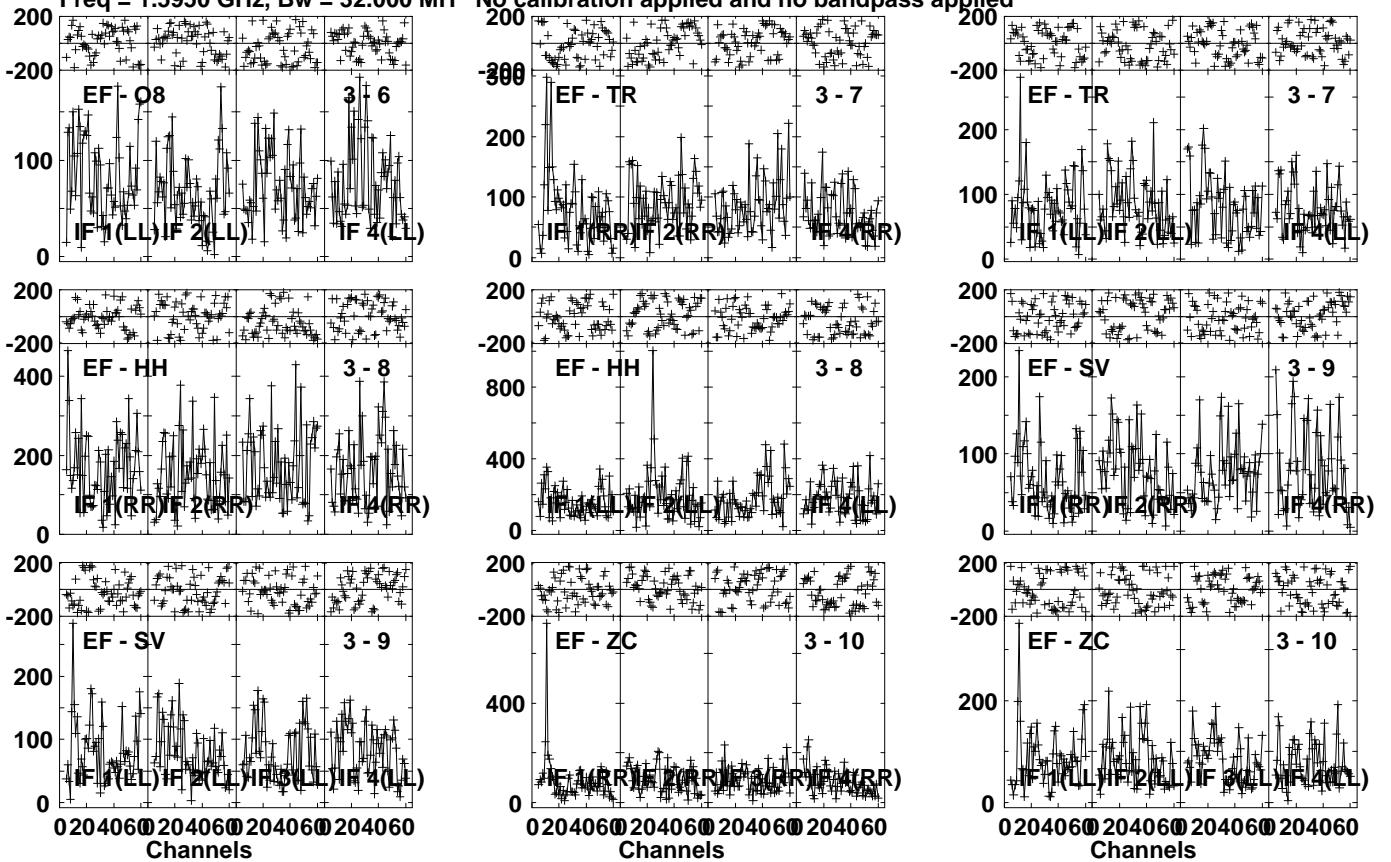 Freq = 1.5950 GHz, Bw = 32.000 MH No calibration applied and no bandpass applied
200
-200
EF - O8 3 - 6
100
0
IF 1(LL) IF 2(LL) IF 4(LL)
200
-200
300
EF - TR 3 - 7
200
100
0
IF 1(RR) IF 2(RR) IF 4(RR)
200
-200
EF - TR 3 - 7
200
100
0
IF 1(LL) IF 2(LL) IF 4(LL)
200
-200
EF - HH 3 - 8
400
200
0
IF 1(RR) IF 2(RR) IF 4(RR)
200
-200
EF - HH 3 - 8
800
400
0
IF 1(LL) IF 2(LL) IF 4(LL)
200
-200
EF - SV 3 - 9
200
100
0
IF 1(RR) IF 2(RR) IF 4(RR)
200
-200
EF - SV 3 - 9
200
100
0
IF 1(LL) IF 2(LL) IF 3(LL) IF 4(LL)
0 20 40 60 0 20 40 60 0 20 40 60 0 20 40 60
Channels
200
-200
EF - ZC 3 - 10
400
0
IF 1(RR) IF 2(RR) IF 3(RR) IF 4(RR)
0 20 40 60 0 20 40 60 0 20 40 60 0 20 40 60
Channels
200
-200
EF - ZC 3 - 10
200
0
IF 1(LL) IF 2(LL) IF 3(LL) IF 4(LL)
0 20 40 60 0 20 40 60 0 20 40 60 0 20 40 60
Channels